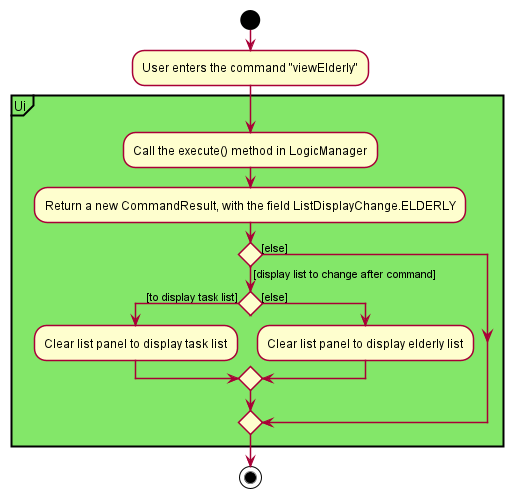 User enters the command "viewElderly"
Ui
Call the execute() method in LogicManager
Return a new CommandResult, with the field ListDisplayChange.ELDERLY
[else]
[display list to change after command]
[to display task list]
[else]
Clear list panel to display task list
Clear list panel to display elderly list